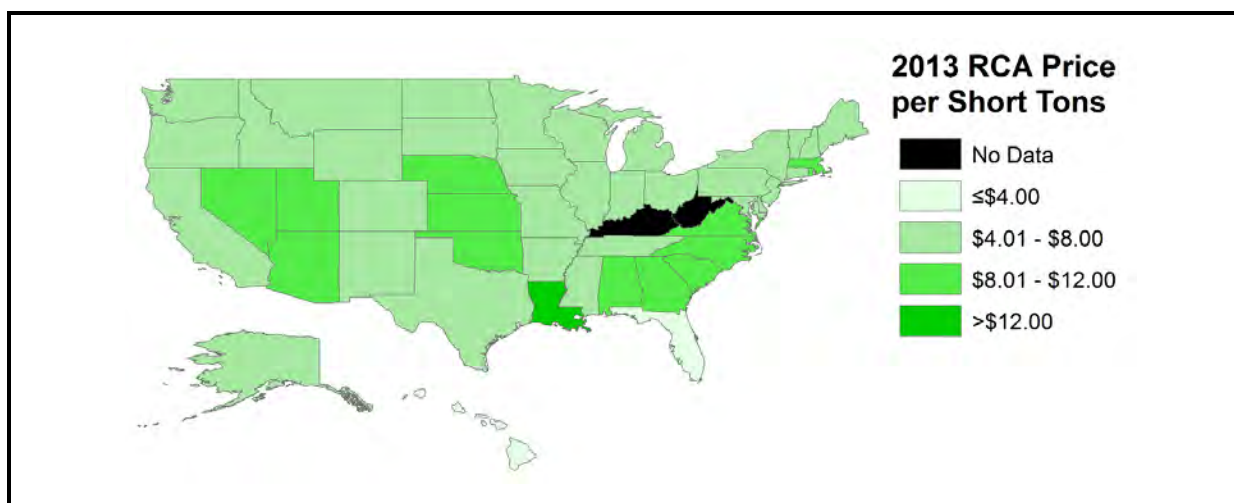 2013 RCA Price
per Short Tons
No Data
≤$4.00
$4.01 - $8.00
$8.01 - $12.00
>$12.00